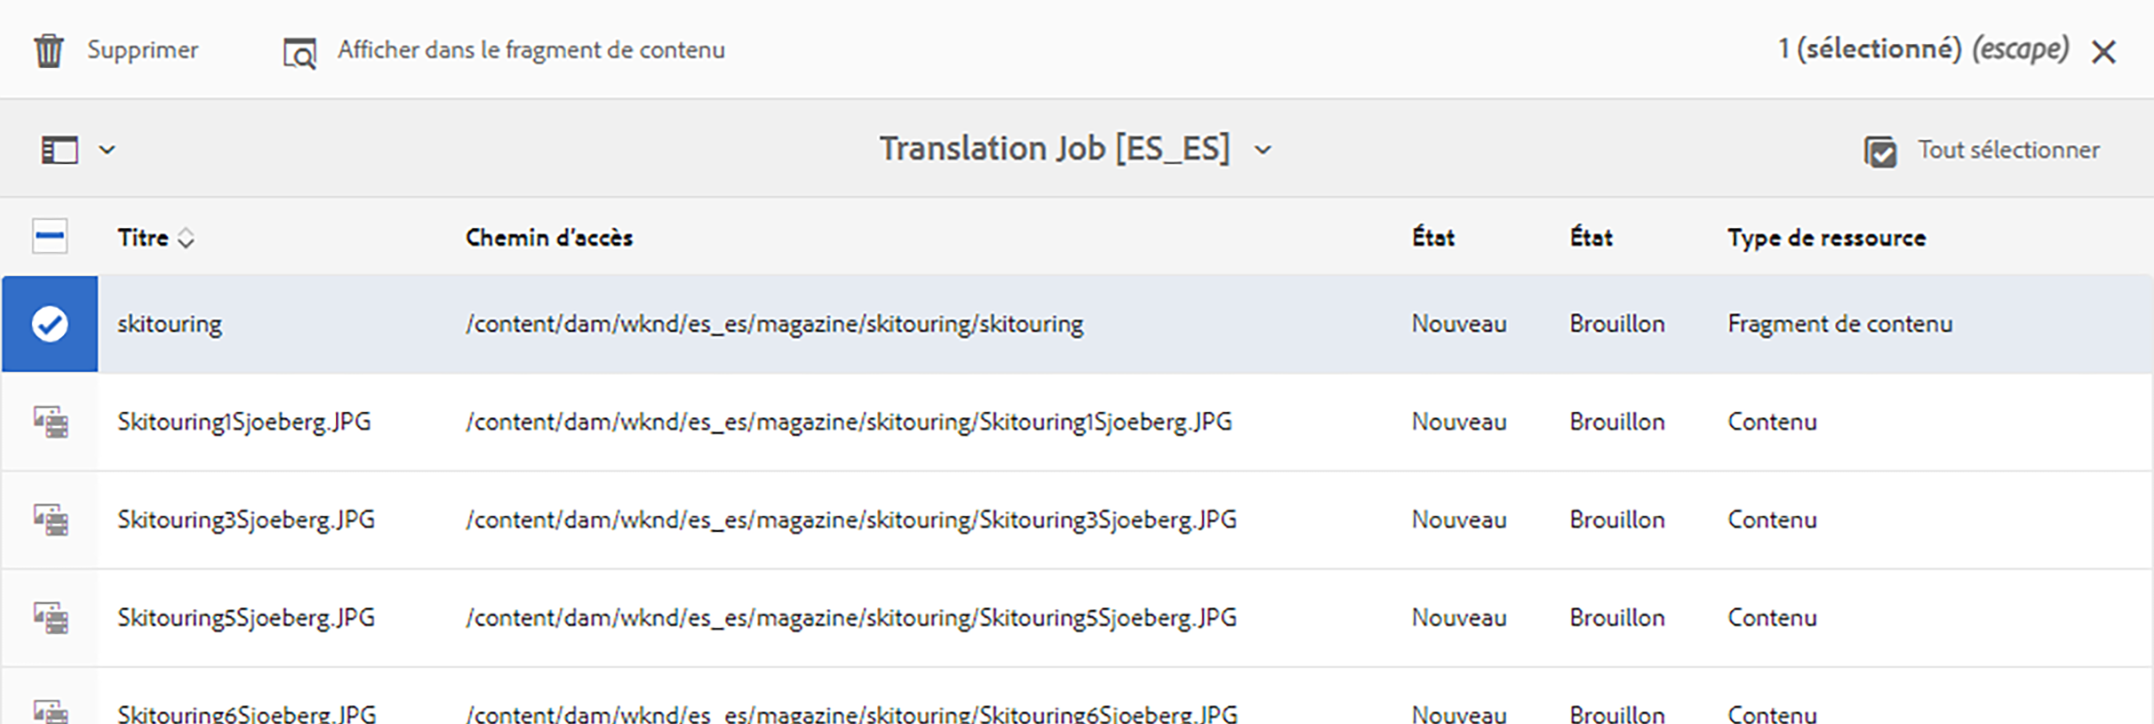 Supprimer Afficher dans le fragment de contenu 1 (sélectionné) (escape)
Translation Job [ES_ES] Tout sélectionner
Titre Chemin d'accès État État Type de ressource
skitouring /content/dam/wknd/es_es/magazine/skitouring/skitouring Nouveau Brouillon Fragment de contenu
Skitouring1Sjoeberg.JPG /content/dam/wknd/es_es/magazine/skitouring/Skitouring1Sjoeberg.JPG Nouveau Brouillon Contenu
Skitouring3Sjoeberg.JPG /content/dam/wknd/es_es/magazine/skitouring/Skitouring3Sjoeberg.JPG Nouveau Brouillon Contenu
Skitouring5Sjoeberg.JPG /content/dam/wknd/es_es/magazine/skitouring/Skitouring5Sjoeberg.JPG Nouveau Brouillon Contenu
Skitouring6Sjoeberg.JPG /content/dam/wknd/es_es/magazine/skitouring/Skitouring6Sjoeberg.JPG Nouveau Brouillon Contenu